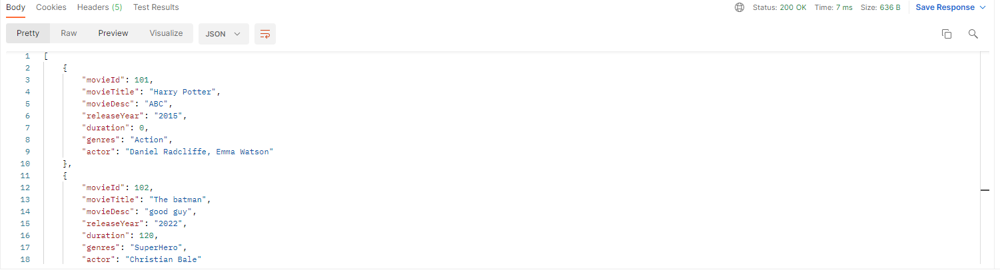 Body Cookies Headers (5) Test Results Status: 200 OK Time: 7 ms Size: 636 B Save Response
Pretty Raw Preview Visualize JSON
1 [
2 {
3 "movieId": 101,
4 "movieTitle": "Harry Potter",
5 "movieDesc": "ABC",
6 "releaseYear": "2015",
7 "duration": 0,
8 "genres": "Action",
9 "actor": "Daniel Radcliffe, Emma Watson"
10 },
11 {
12 "movieId": 102,
13 "movieTitle": "The batman",
14 "movieDesc": "good guy",
15 "releaseYear": "2022",
16 "duration": 120,
17 "genres": "SuperHero",
18 "actor": "Christian Bale"